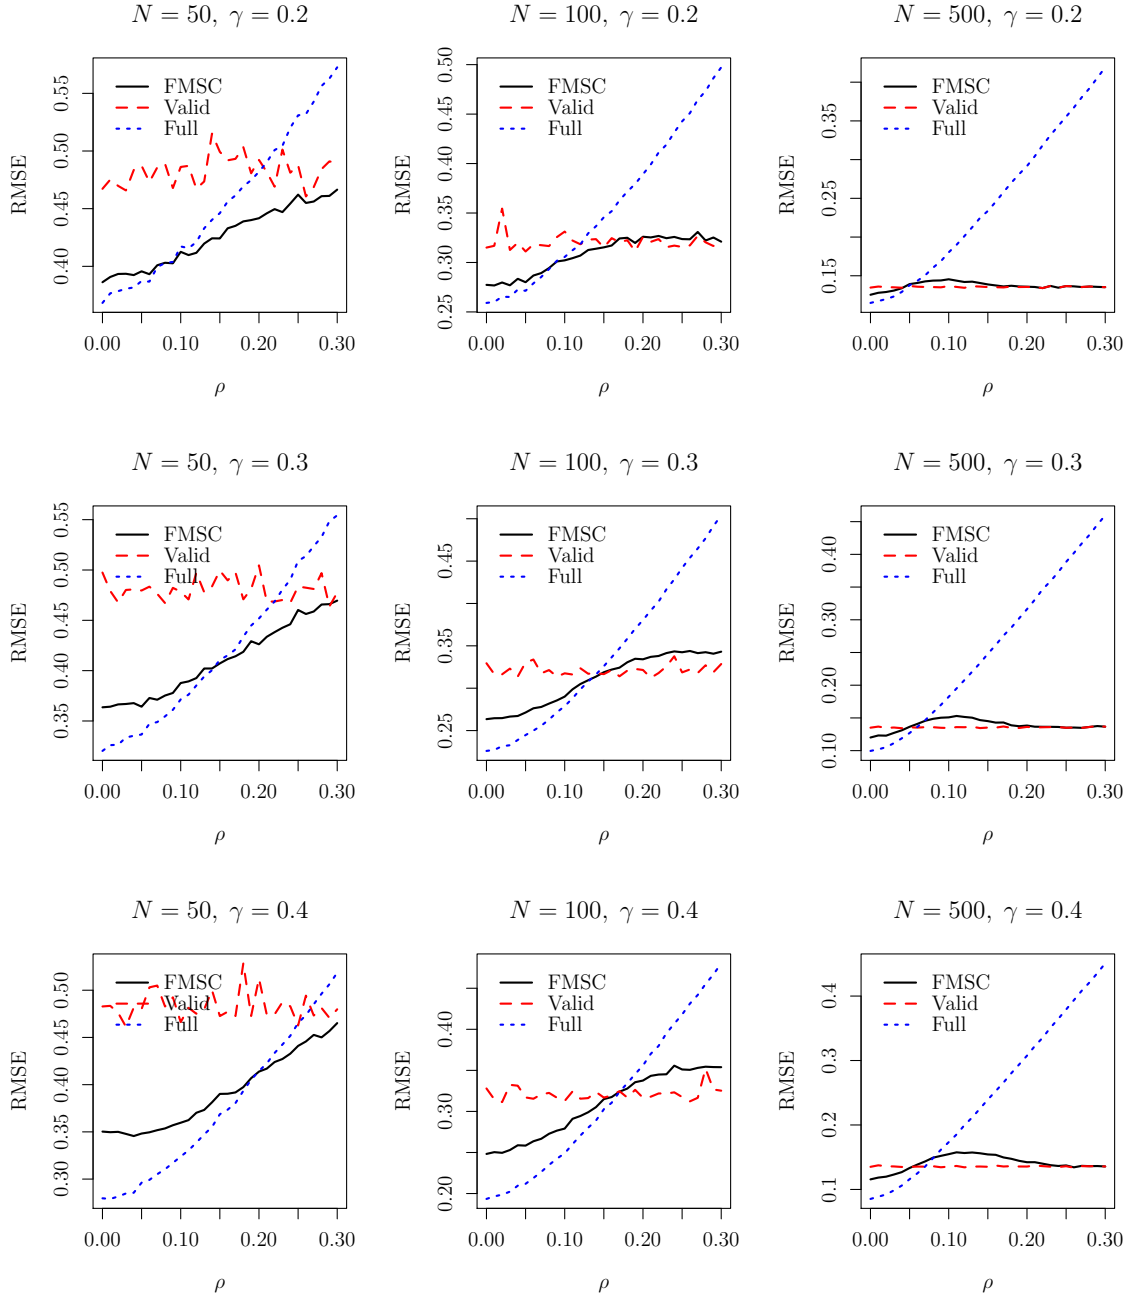 N = 50, γ = 0.2
RMSE
0.40 0.45 0.50 0.55
FMSC
Valid
Full
0.00 0.10 0.20 0.30
ρ
N = 100, γ = 0.2
RMSE
0.25 0.30 0.35 0.40 0.45 0.50
FMSC
Valid
Full
0.00 0.10 0.20 0.30
ρ
N = 500, γ = 0.2
RMSE
0.15 0.25 0.35
FMSC
Valid
Full
0.00 0.10 0.20 0.30
ρ
N = 50, γ = 0.3
RMSE
0.35 0.40 0.45 0.50 0.55
FMSC
Valid
Full
0.00 0.10 0.20 0.30
ρ
N = 100, γ = 0.3
RMSE
0.25 0.35 0.45
FMSC
Valid
Full
0.00 0.10 0.20 0.30
ρ
N = 500, γ = 0.3
RMSE
0.10 0.20 0.30 0.40
FMSC
Valid
Full
0.00 0.10 0.20 0.30
ρ
N = 50, γ = 0.4
RMSE
0.30 0.35 0.40 0.45 0.50
FMSC
Valid
Full
0.00 0.10 0.20 0.30
ρ
N = 100, γ = 0.4
RMSE
0.20 0.30 0.40
FMSC
Valid
Full
0.00 0.10 0.20 0.30
ρ
N = 500, γ = 0.4
RMSE
0.1 0.2 0.3 0.4
FMSC
Valid
Full
0.00 0.10 0.20 0.30
ρ